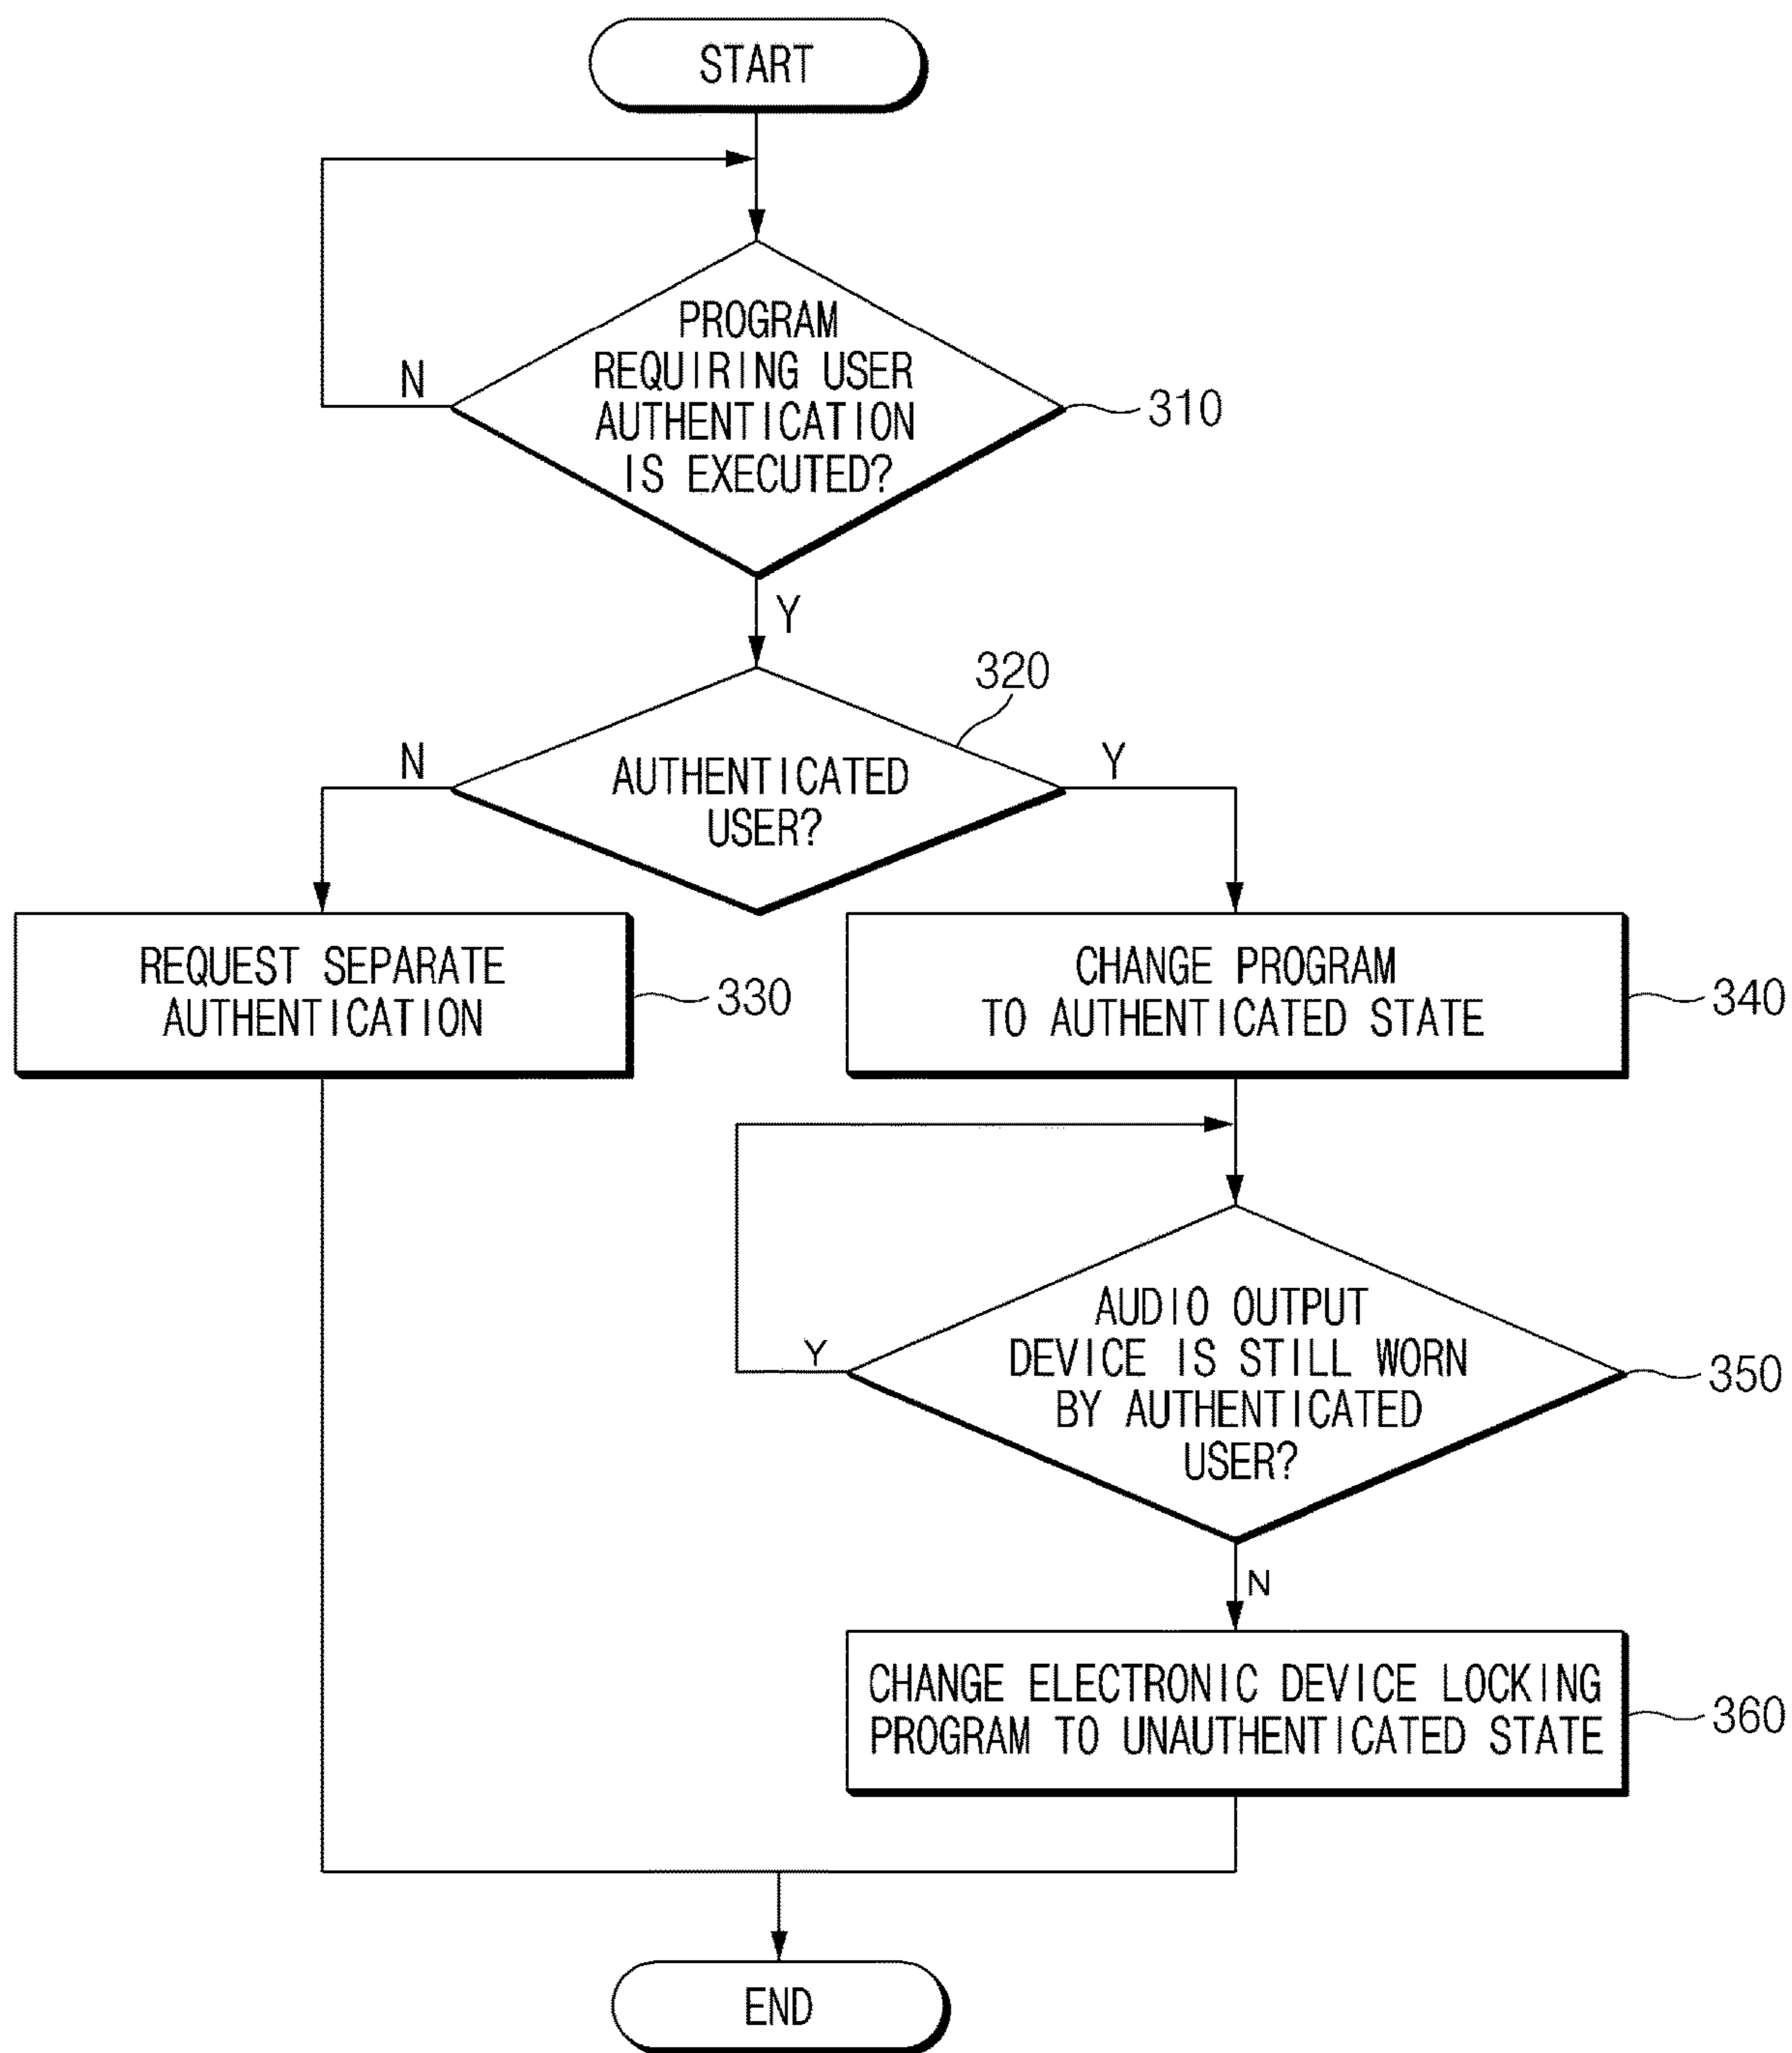 START
PROGRAM
REQUIRING USER
AUTHENTICATION
IS EXECUTED?
N
310
Y
320
N
AUTHENTICATED
USER?
Y
REQUEST SEPARATE
AUTHENTICATION
330
CHANGE PROGRAM
TO AUTHENTICATED STATE
340
AUDIO OUTPUT
DEVICE IS STILL WORN
BY AUTHENTICATED
USER?
Y
350
N
CHANGE ELECTRONIC DEVICE LOCKING
PROGRAM TO UNAUTHENTICATED STATE
360
END